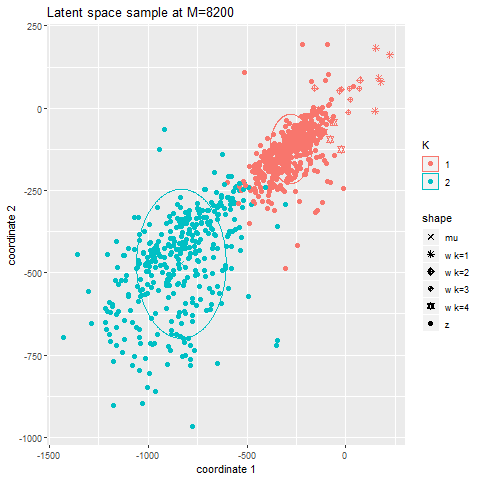 Latent space sample at M=8200
250
0
-250
-500
-750
-1000
coordinate 2
-1500
-1000
-500
0
coordinate 1
K
1
2
shape
mu
w k=1
w k=2
w k=3
w k=4
z